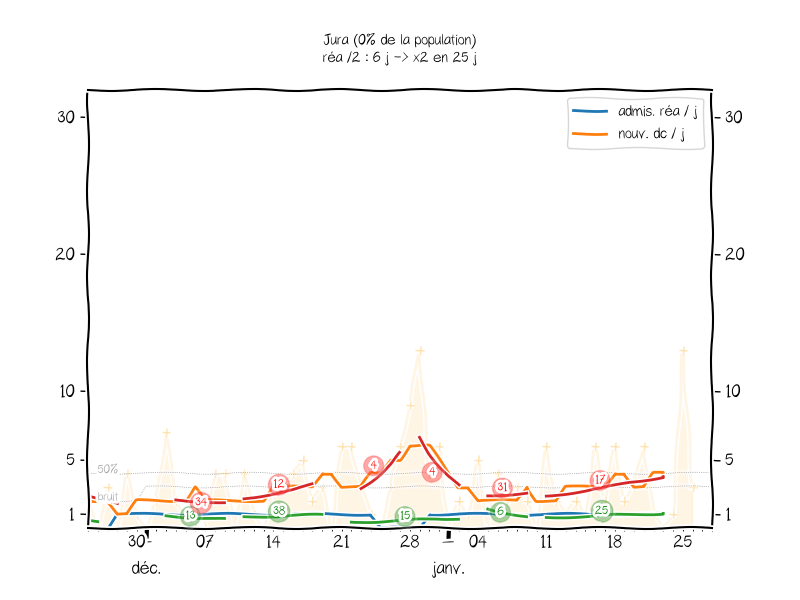 Jura (0% de la population)
réa /2 : 6 j -> x2 en 25 j
admis. réa / j
nouv. dc / j
30 30
20 20
10 10
5 5
1 1
50%
bruit
34 13 12 38 4 15 4 31 6 17 25
30 07 14 21 28 04 11 18 25
déc. janv.